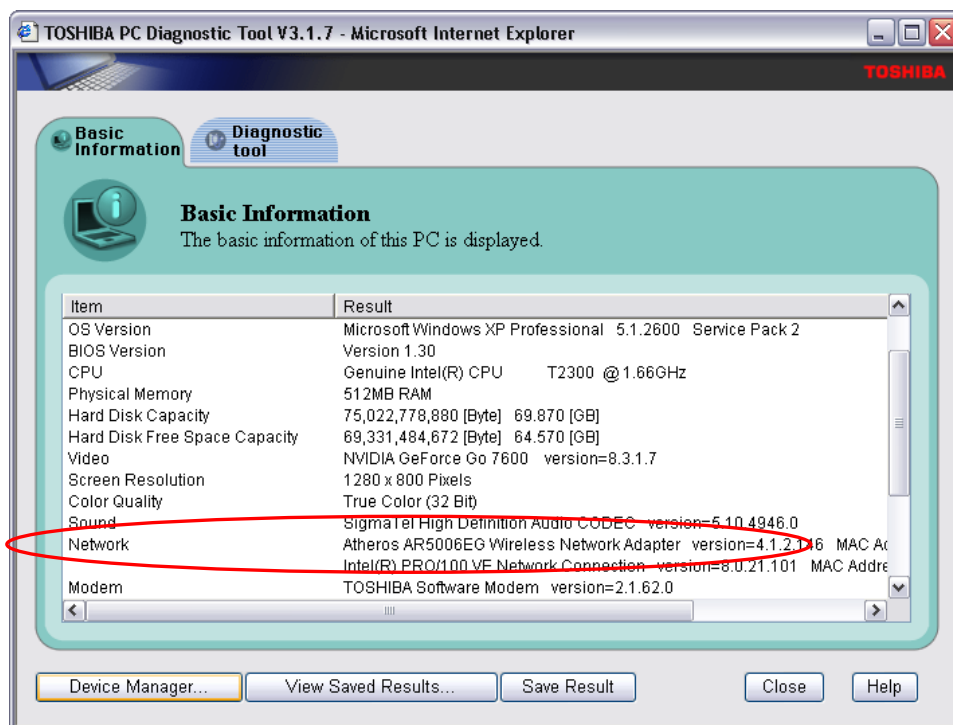 TOSHIBA PC Diagnostic Tool V3.1.7 - Microsoft Internet Explorer
TOSHIBA
Basic Information
Diagnostic tool
Basic Information
The basic information of this PC is displayed.
Item Result
OS Version Microsoft Windows XP Professional 5.1.2600 Service Pack 2
BIOS Version Version 1.30
CPU Genuine Intel(R) CPU T2300 @ 1.66GHz
Physical Memory 512MB RAM
Hard Disk Capacity 75,022,778,880 [Byte] 69.870 [GB]
Hard Disk Free Space Capacity 69,331,484,672 [Byte] 64.570 [GB]
Video NVIDIA GeForce Go 7600 version=8.3.1.7
Screen Resolution 1280 x 800 Pixels
Color Quality True Color (32 Bit)
Sound SigmaTel High Definition Audio CODEC version=5.10.4946.0
Network Atheros AR5006EG Wireless Network Adapter version=4.1.2.146 MAC Ad
Intel(R) PRO/100 VE Network Connection version=8.0.21.101 MAC Addre
Modem TOSHIBA Software Modem version=2.1.62.0
Device Manager... View Saved Results... Save Result Close Help